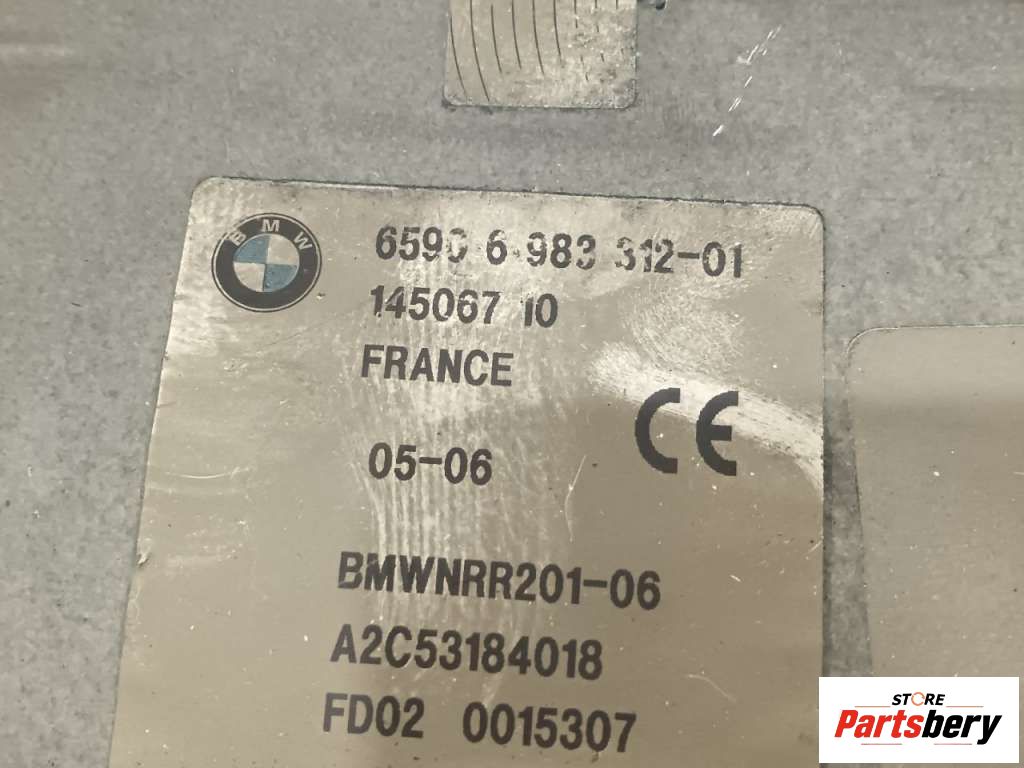 BMW
6590 6 983 312-01
145067 10
FRANCE
CE
05-06
BMWNRR201-06
A2C53184018
FD02 0015307
STORE
Partsbery